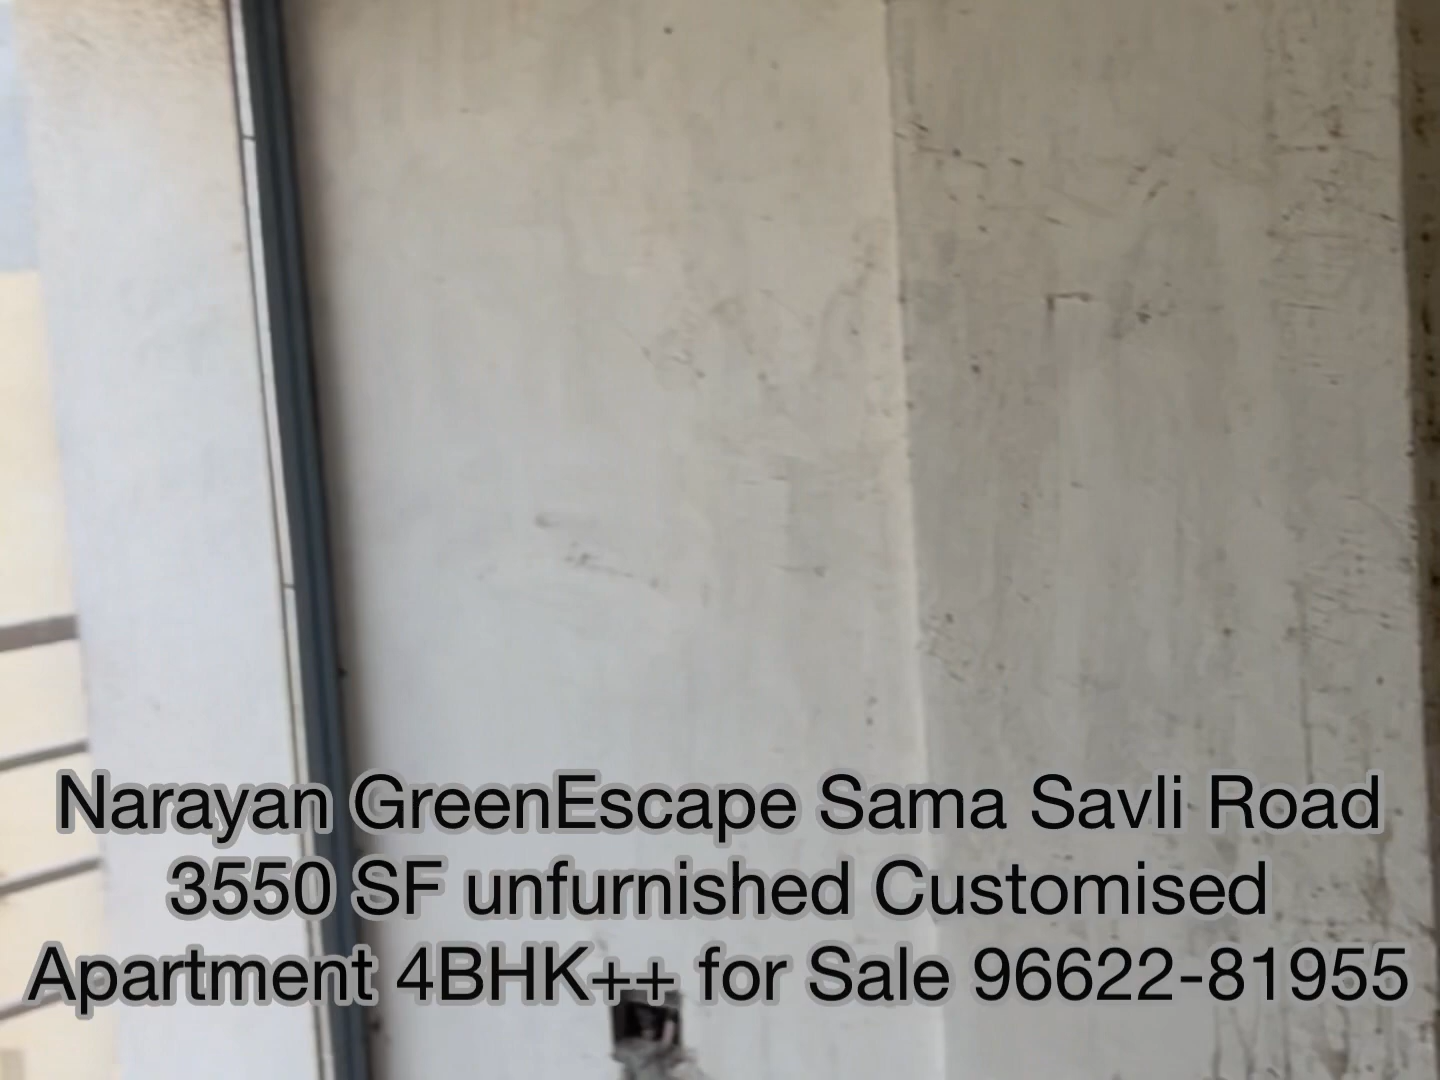 Narayan GreenEscape Sama Savli Road
3550 SF unfurnished Customised
Apartment 4BHK++ for Sale 96622-81955